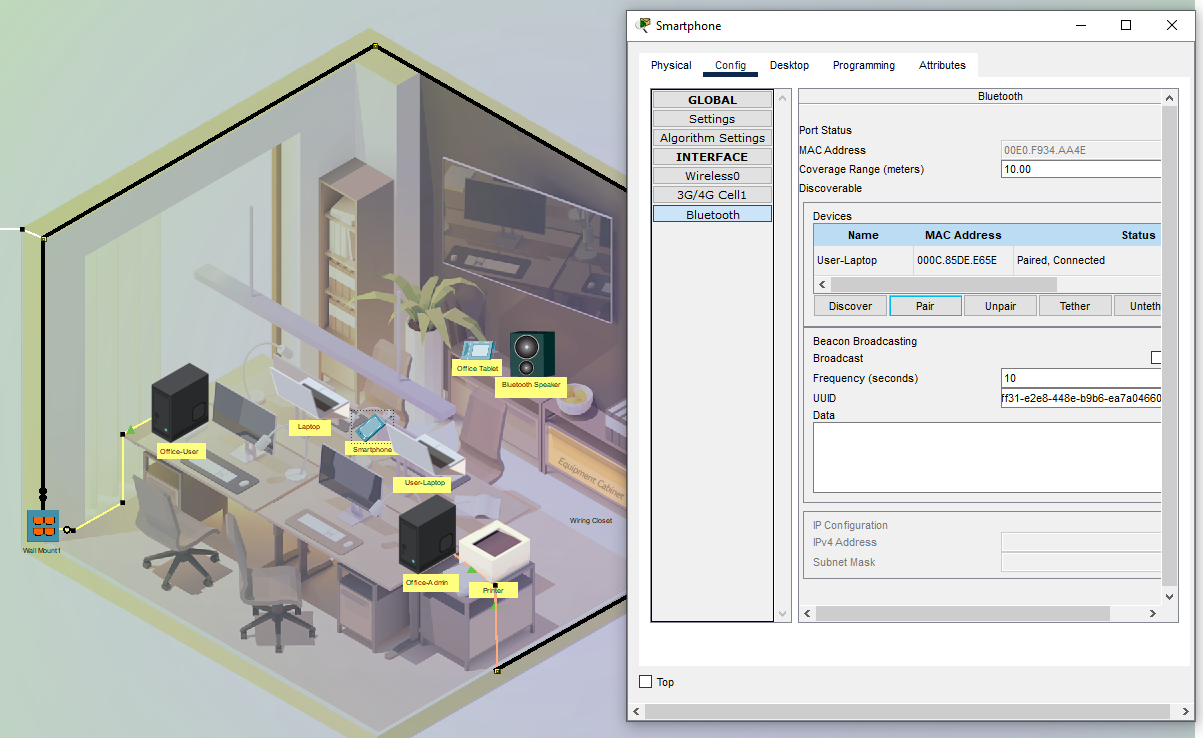 Smartphone
Physical Config Desktop Programming Attributes
GLOBAL
Settings
Algorithm Settings
INTERFACE
Wireless0
3G/4G Cell1
Bluetooth
Bluetooth
Port Status
MAC Address 00E0.F934.AA4E
Coverage Range (meters) 10.00
Discoverable
Devices
Name MAC Address Status
User-Laptop 000C.85DE.E65E Paired, Connected
Discover Pair Unpair Tether Unteth
Beacon Broadcasting
Broadcast
Frequency (seconds) 10
UUID ff31-e2e8-448e-b9b6-ea7a04660
Data
IP Configuration
IPv4 Address
Subnet Mask
Top
Office Tablet
Bluetooth Speaker
Laptop
Smartphone
Office-User
User-Laptop
Equipment Cabinet
Wiring Closet
Wall Mount1
Office-Admin
Printer